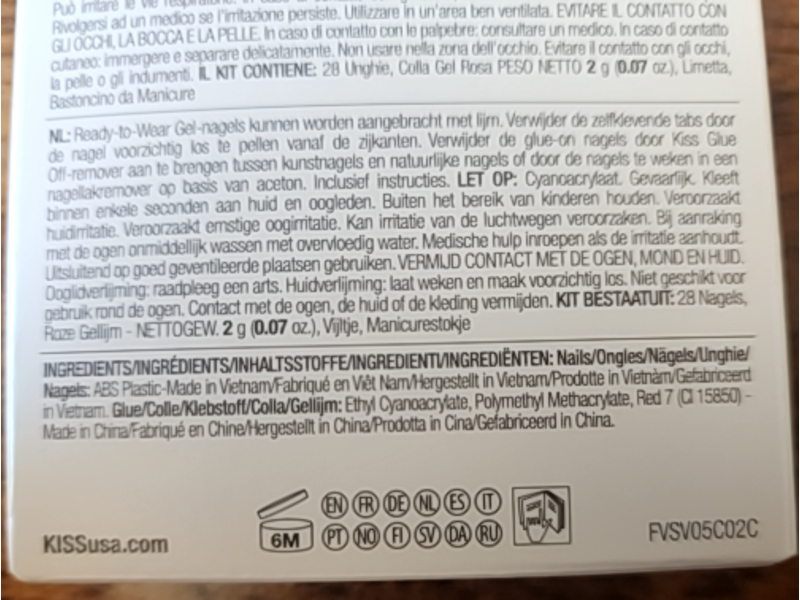 Può irritare le vie respiratorie. In caso di contatto con
Rivolgersi ad un medico se l'irritazione persiste. Utilizzare in un'area ben ventilata. EVITARE IL CONTATTO CON
GLI OCCHI, LA BOCCA E LA PELLE. In caso di contatto con le palpebre: consultare un medico. In caso di contatto
cutaneo: immergere e separare delicatamente. Non usare nella zona dell'occhio. Evitare il contatto con gli occhi,
la pelle o gli indumenti. IL KIT CONTIENE: 28 Unghie, Colla Gel Rosa PESO NETTO 2 g (0.07 oz.), Limetta,
Bastoncino da Manicure
NL: Ready-to-Wear Gel-nagels kunnen worden aangebracht met lijm. Verwijder de zelfklevende tabs door
de nagel voorzichtig los te pellen vanaf de zijkanten. Verwijder de glue-on nagels door Kiss Glue
Off-remover aan te brengen tussen kunstnagels en natuurlijke nagels of door de nagels te weken in een
nagellakremover op basis van aceton. Inclusief instructies. LET OP: Cyanoacrylaat. Gevaarlijk. Kleeft
binnen enkele seconden aan huid en oogleden. Buiten het bereik van kinderen houden. Veroorzaakt
huidirritatie. Veroorzaakt ernstige oogirritatie. Kan irritatie van de luchtwegen veroorzaken. Bij aanraking
met de ogen onmiddellijk wassen met overvloedig water. Medische hulp inroepen als de irritatie aanhoudt.
Uitsluitend op goed geventileerde plaatsen gebruiken. VERMIJD CONTACT MET DE OGEN, MOND EN HUID.
Ooglidverlijming: raadpleeg een arts. Huidverlijming: laat weken en maak voorzichtig los. Niet geschikt voor
gebruik rond de ogen. Contact met de ogen, de huid of de kleding vermijden. KIT BESTAATUIT: 28 Nagels,
Roze Gellijm - NETTOGEW. 2 g (0.07 oz.), Vijltje, Manicurestokje
INGREDIENTS/INGRÉDIENTS/INHALTSSTOFFE/INGREDIENTI/INGREDIËNTEN: Nails/Ongles/Nägels/Unghie/
Nagels: ABS Plastic-Made in Vietnam/Fabriqué en Viêt Nam/Hergestellt in Vietnam/Prodotte in Vietnàm/Gefabriceerd
in Vietnam. Glue/Colle/Klebstoff/Colla/Gellijm: Ethyl Cyanoacrylate, Polymethyl Methacrylate, Red 7 (CI 15850) -
Made in China/Fabriqué en Chine/Hergestellt in China/Prodotta in Cina/Gefabriceerd in China.
EN FR DE NL ES IT
6M PT NO FI SV DA RU
KISSusa.com
FVSV05C02C